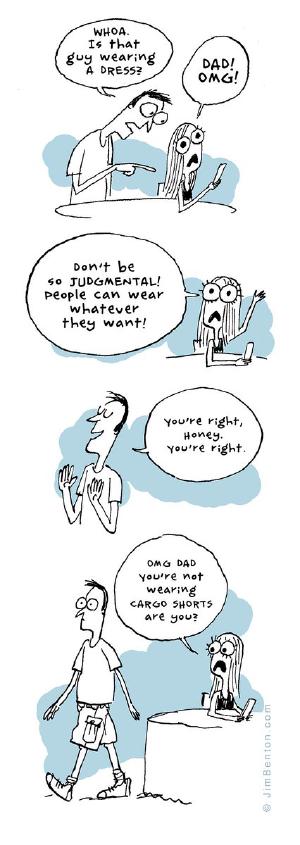 WHOA.
Is that
guy wearing
A DRESS?
DAD!
OMG!
Don't be
so JUDGMENTAL!
People can wear
whatever
they want!
You're right,
Honey.
You're right.
OMG DAD
you're not
wearing
CARGO SHORTS
are you?
© JimBenton.com